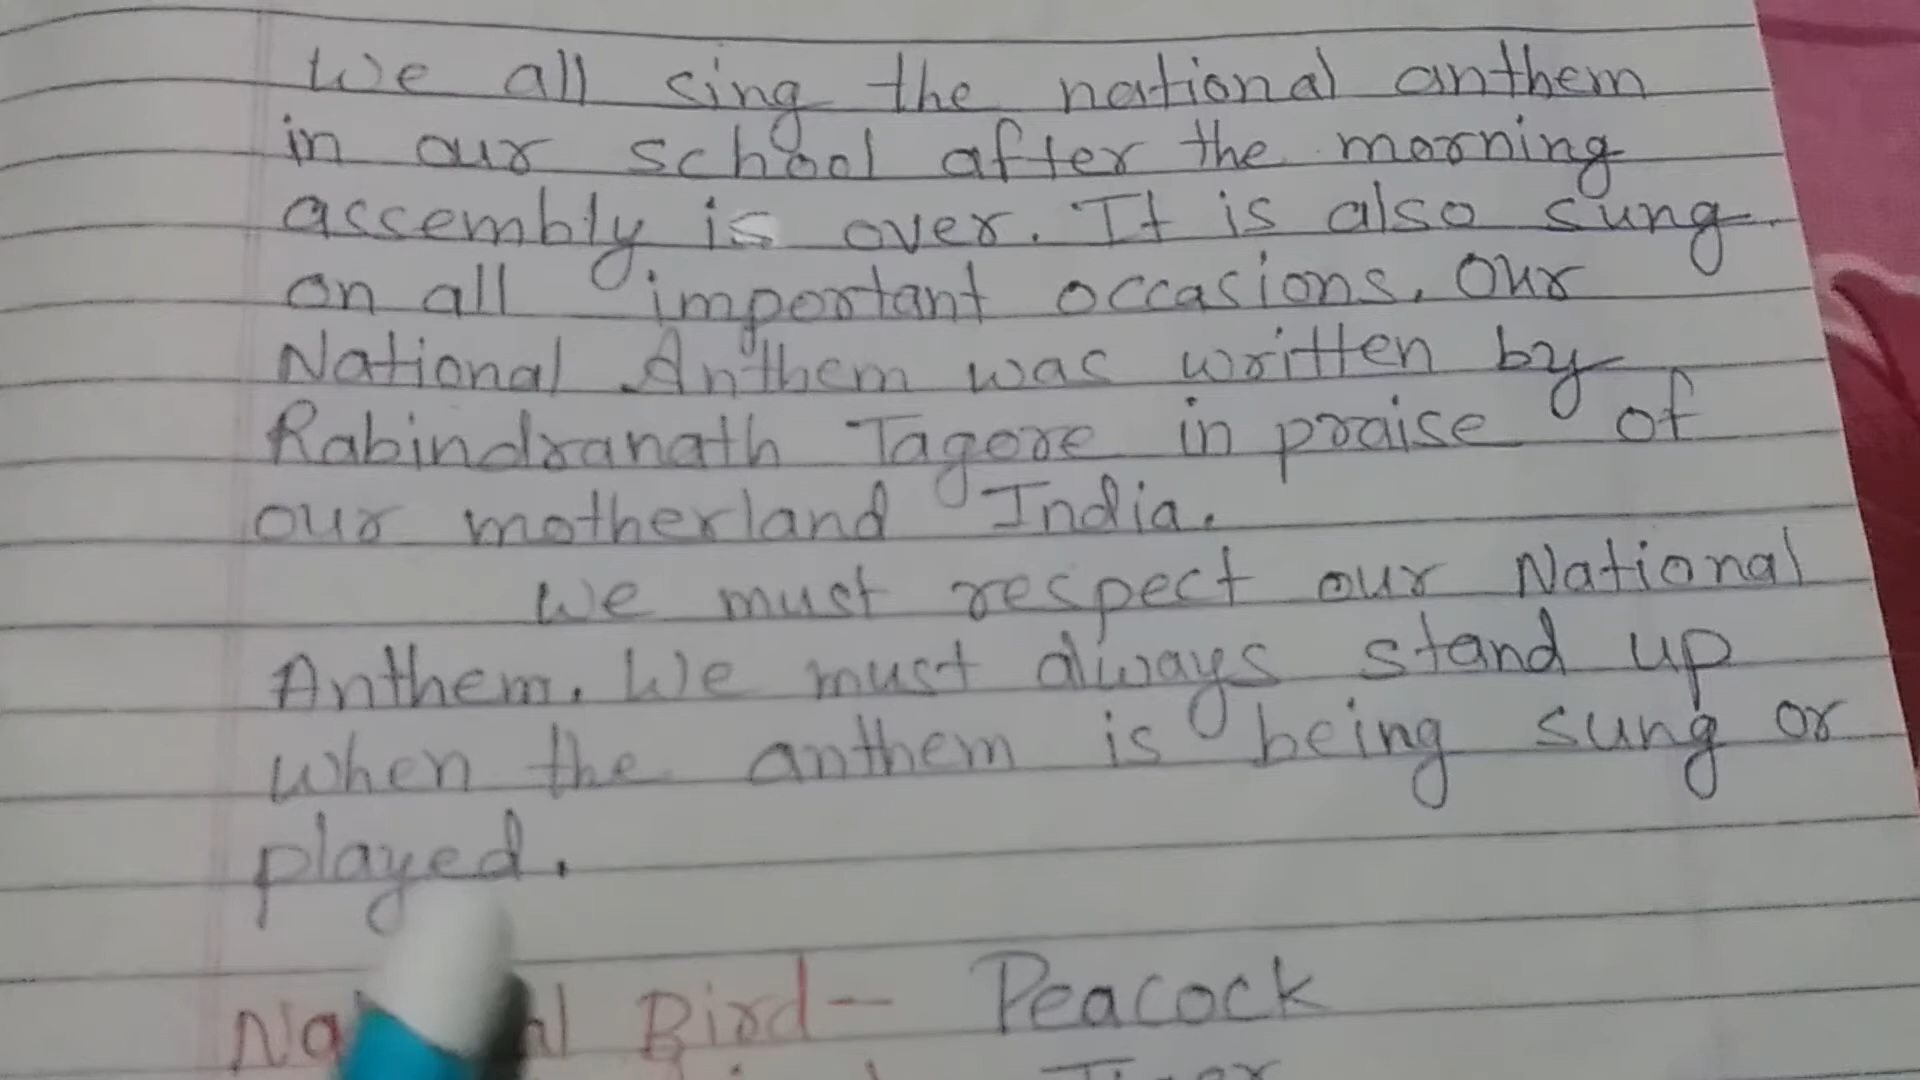 We all sing the national anthem
in our school after the morning
assembly is over. It is also sung
on all important occasions. Our
National Anthem was written by
Rabindranath Tagore in praise of
our motherland India.
We must respect our National
Anthem. We must always stand up
when the anthem is being sung or
played.
Bird- Peacock